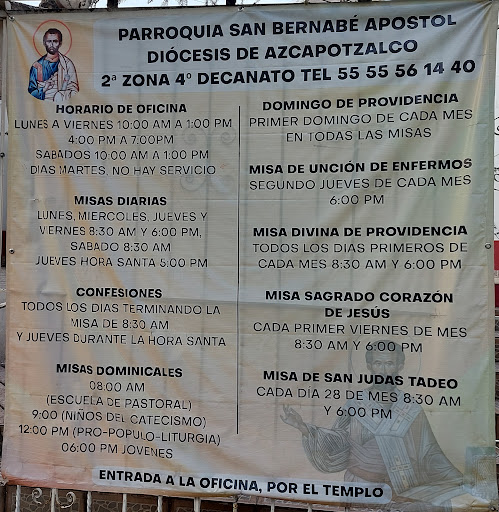 PARROQUIA SAN BERNABÉ APOSTOL
DIÓCESIS DE AZCAPOTZALCO
2ª ZONA 4º DECANATO TEL 55 55 56 14 40
HORARIO DE OFICINA
LUNES A VIERNES 10:00 AM A 1:00 PM
4:00 PM A 7:00PM
SABADOS 10:00 AM A 1:00 PM
DIAS MARTES, NO HAY SERVICIO
MISAS DIARIAS
LUNES, MIERCOLES, JUEVES Y
VIERNES 8:30 AM Y 6:00 PM,
SABADO 8:30 AM
JUEVES HORA SANTA 5:00 PM
CONFESIONES
TODOS LOS DIAS TERMINANDO LA
MISA DE 8:30 AM
Y JUEVES DURANTE LA HORA SANTA
MISAS DOMINICALES
08:00 AM
(ESCUELA DE PASTORAL)
9:00 (NIÑOS DEL CATECISMO)
12:00 PM (PRO-POPULO-LITURGIA)
06:00 PM JOVENES
DOMINGO DE PROVIDENCIA
PRIMER DOMINGO DE CADA MES
EN TODAS LAS MISAS
MISA DE UNCIÓN DE ENFERMOS
SEGUNDO JUEVES DE CADA MES
6:00 PM
MISA DIVINA DE PROVIDENCIA
TODOS LOS DIAS PRIMEROS DE
CADA MES 8:30 AM Y 6:00 PM
MISA SAGRADO CORAZÓN
DE JESÚS
CADA PRIMER VIERNES DE MES
8:30 AM Y 6:00 PM
MISA DE SAN JUDAS TADEO
CADA DIA 28 DE MES 8:30 AM
Y 6:00 PM
ENTRADA A LA OFICINA, POR EL TEMPLO